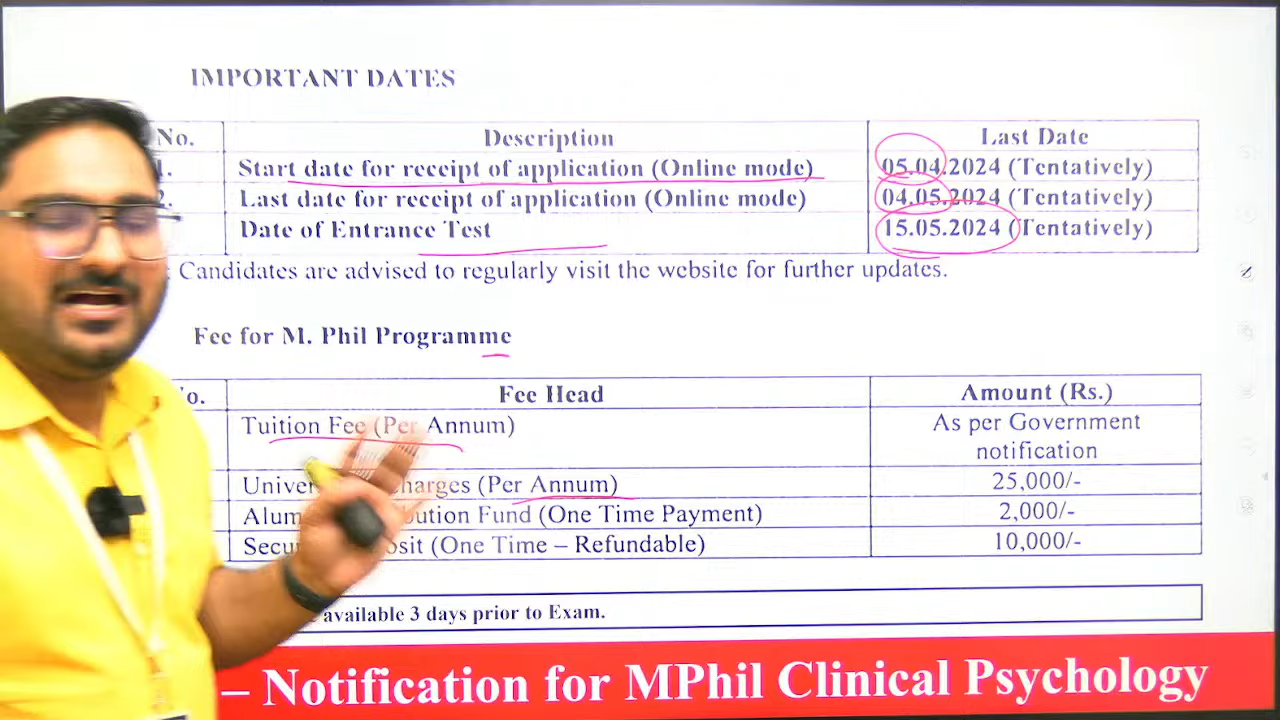 IMPORTANT DATES
No. Description Last Date
1. Start date for receipt of application (Online mode) 05.04.2024 (Tentatively)
2. Last date for receipt of application (Online mode) 04.05.2024 (Tentatively)
Date of Entrance Test 15.05.2024 (Tentatively)
: Candidates are advised to regularly visit the website for further updates.
Fee for M. Phil Programme
Fee Head Amount (Rs.)
Tuition Fee (Per Annum) As per Government
notification
(Per Annum) 25,000/-
Fund (One Time Payment) 2,000/-
(One Time – Refundable) 10,000/-
available 3 days prior to Exam.
– Notification for MPhil Clinical Psychology